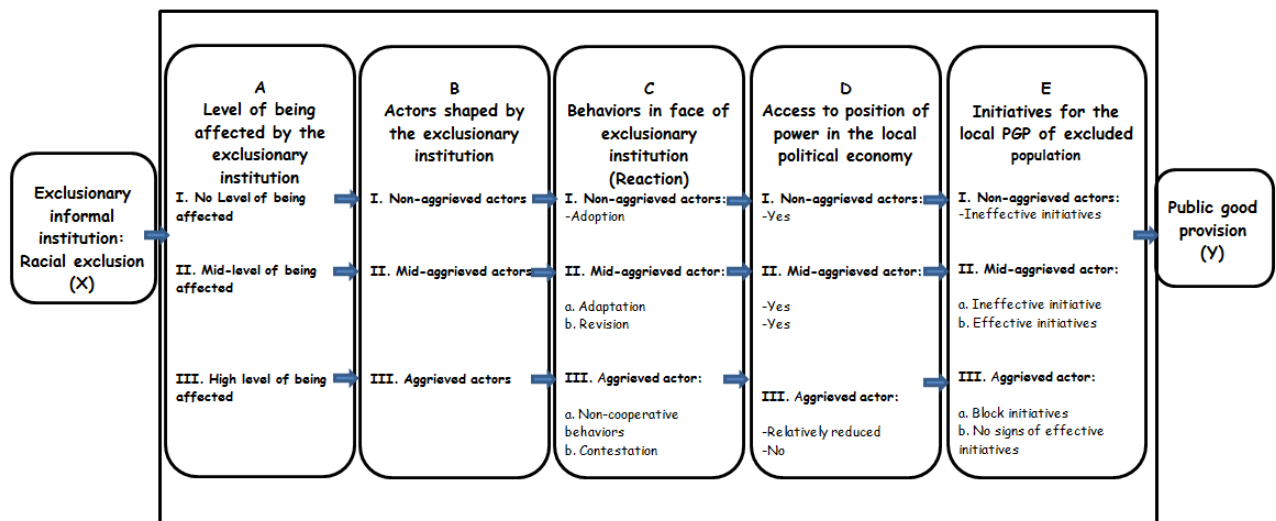 Exclusionary
informal
institution:
Racial exclusion
(X)
A
Level of being
affected by the
exclusionary
institution
I. No Level of being
affected
II. Mid-level of being
affected
III. High level of being
affected
B
Actors shaped by
the exclusionary
institution
I. Non-aggrieved actors
II. Mid-aggrieved actors
III. Aggrieved actors
C
Behaviors in face of
exclusionary
institution
(Reaction)
I. Non-aggrieved actors:
-Adoption
II. Mid-aggrieved actor:
a. Adaptation
b. Revision
III. Aggrieved actor:
a. Non-cooperative
behaviors
b. Contestation
D
Access to position of
power in the local
political economy
I. Non-aggrieved actors:
-Yes
II. Mid-aggrieved actor:
-Yes
-Yes
III. Aggrieved actor:
-Relatively reduced
-No
E
Initiatives for the
local PGP of excluded
population
I. Non-aggrieved actors:
-Ineffective initiatives
II. Mid-aggrieved actor:
a. Ineffective initiative
b. Effective initiatives
III. Aggrieved actor:
a. Block initiatives
b. No signs of effective
initiatives
Public good
provision
(Y)